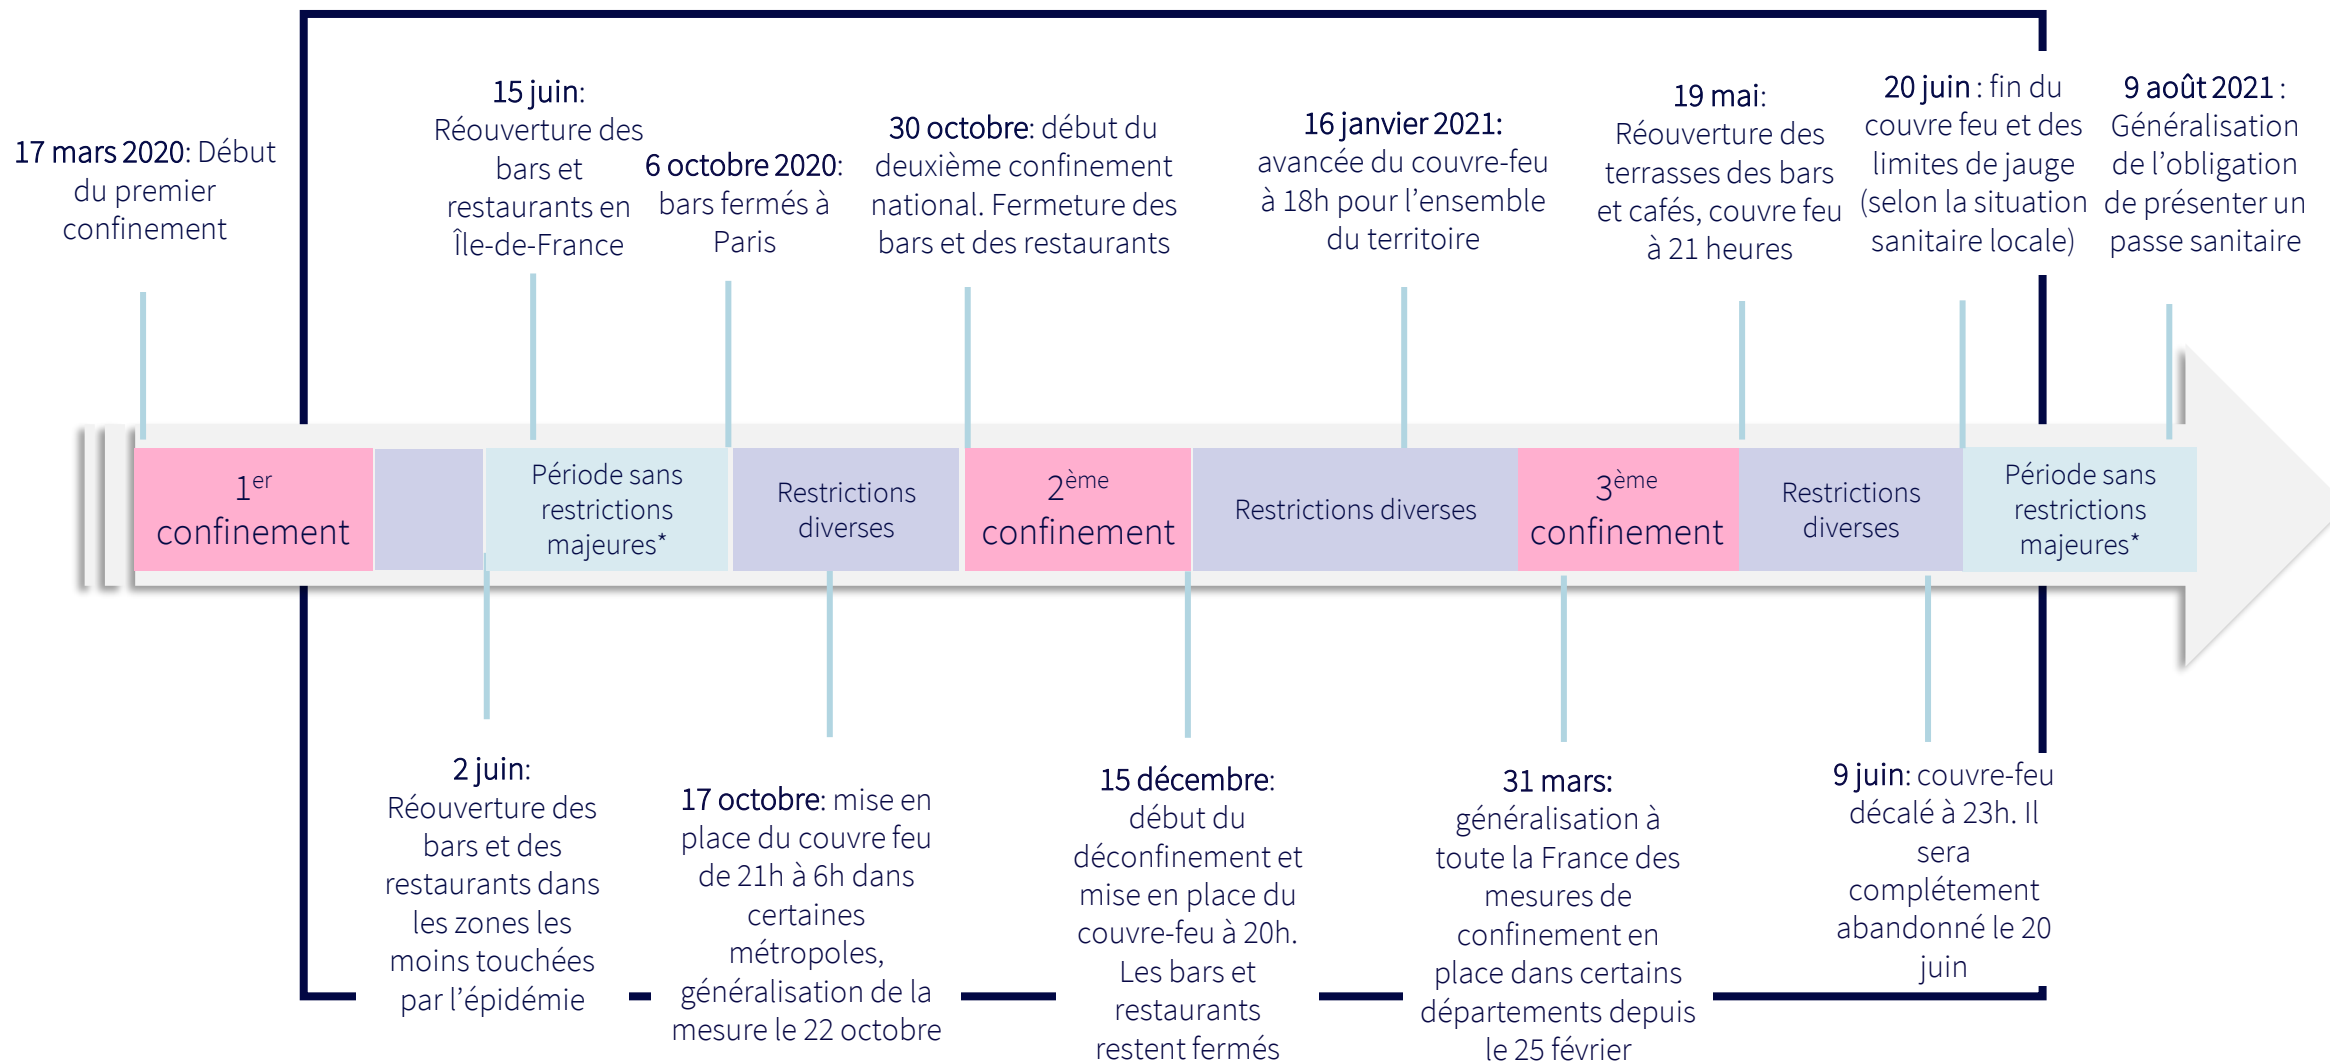 17 mars 2020: Début
du premier
confinement
15 juin:
Réouverture des
bars et
restaurants en
Île-de-France
6 octobre 2020:
bars fermés à
Paris
30 octobre: début du
deuxième confinement
national. Fermeture des
bars et des restaurants
16 janvier 2021:
avancée du couvre-feu
à 18h pour l’ensemble
du territoire
19 mai:
Réouverture des
terrasses des bars
et cafés, couvre feu
à 21 heures
20 juin : fin du
couvre feu et des
limites de jauge
(selon la situation
sanitaire locale)
9 août 2021 :
Généralisation
de l’obligation
de présenter un
passe sanitaire
1er
confinement
Période sans
restrictions
majeures*
Restrictions
diverses
2ème
confinement
Restrictions diverses
3ème
confinement
Restrictions
diverses
Période sans
restrictions
majeures*
2 juin:
Réouverture des
bars et des
restaurants dans
les zones les
moins touchées
par l’épidémie
17 octobre: mise en
place du couvre feu
de 21h à 6h dans
certaines
métropoles,
généralisation de la
mesure le 22 octobre
15 décembre:
début du
déconfinement et
mise en place du
couvre-feu à 20h.
Les bars et
restaurants
restent fermés
31 mars:
généralisation à
toute la France des
mesures de
confinement en
place dans certains
départements depuis
le 25 février
9 juin: couvre-feu
décalé à 23h. Il
sera
complétement
abandonné le 20
juin